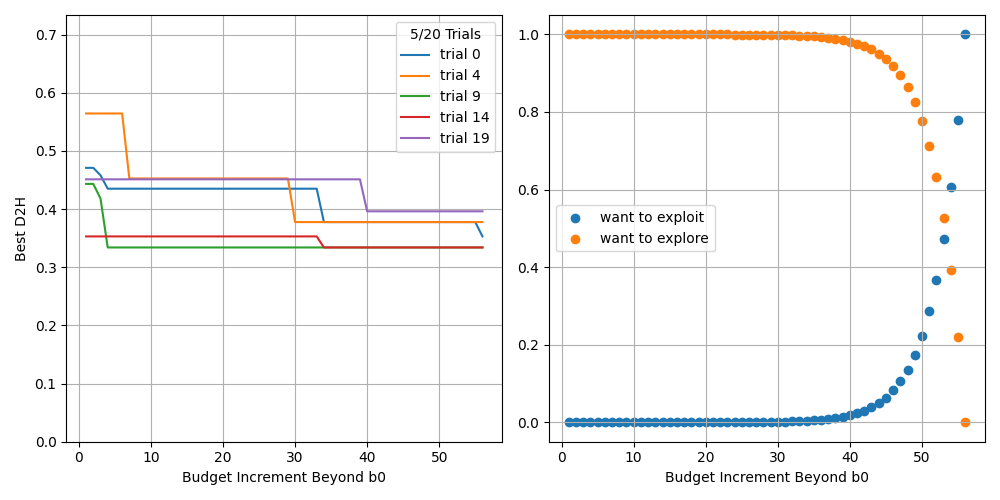 Best D2H
0.7
0.6
0.5
0.4
0.3
0.2
0.1
0.0
0 10 20 30 40 50
Budget Increment Beyond b0
5/20 Trials
trial 0
trial 4
trial 9
trial 14
trial 19
1.0
0.8
0.6
0.4
0.2
0.0
0 10 20 30 40 50
Budget Increment Beyond b0
want to exploit
want to explore